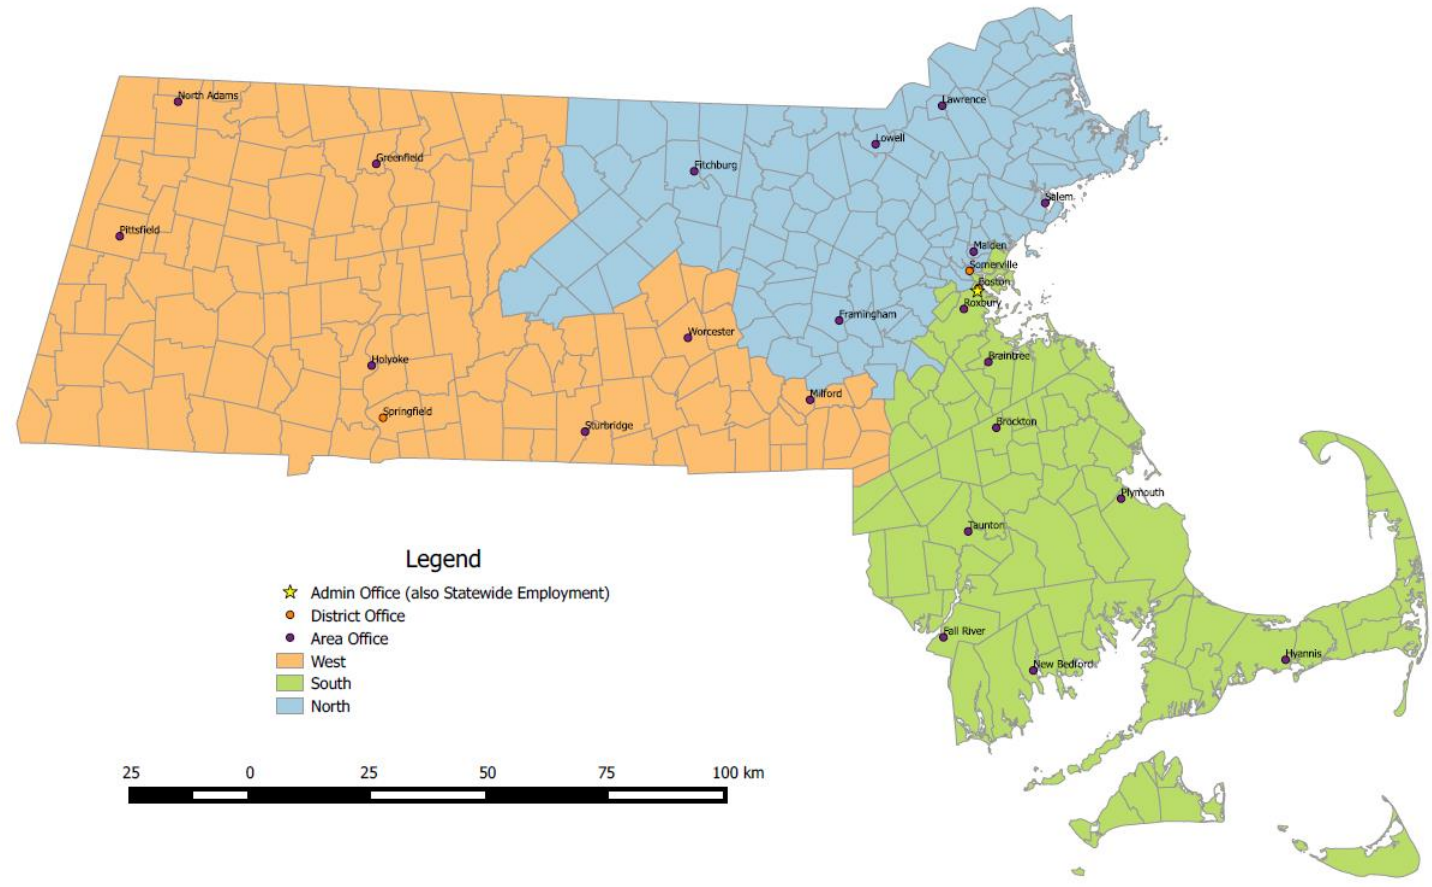 North Adams
Lawrence
Lowell
Greenfield
Fitchburg
Salem
Pittsfield
Malden
Somerville
Boston
Roxbury
Framingham
Worcester
Braintree
Holyoke
Milford
Springfield
Sturbridge
Brockton
Plymouth
Taunton
Legend
Admin Office (also Statewide Employment)
District Office
Area Office
Fall River
West
Hyannis
New Bedford
South
North
25 0 25 50 75 100 km